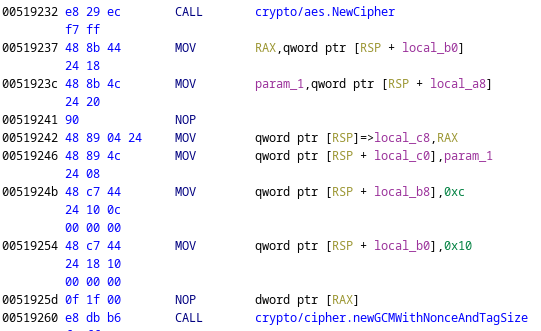 00519232 e8 29 ec CALL crypto/aes.NewCipher
f7 ff
00519237 48 8b 44 MOV RAX,qword ptr [RSP + local_b0]
24 18
0051923c 48 8b 4c MOV param_1,qword ptr [RSP + local_a8]
24 20
00519241 90 NOP
00519242 48 89 04 24 MOV qword ptr [RSP]=>local_c8,RAX
00519246 48 89 4c MOV qword ptr [RSP + local_c0],param_1
24 08
0051924b 48 c7 44 MOV qword ptr [RSP + local_b8],0xc
24 10 0c
00 00 00
00519254 48 c7 44 MOV qword ptr [RSP + local_b0],0x10
24 18 10
00 00 00
0051925d 0f 1f 00 NOP dword ptr [RAX]
00519260 e8 db b6 CALL crypto/cipher.newGCMWithNonceAndTagSize